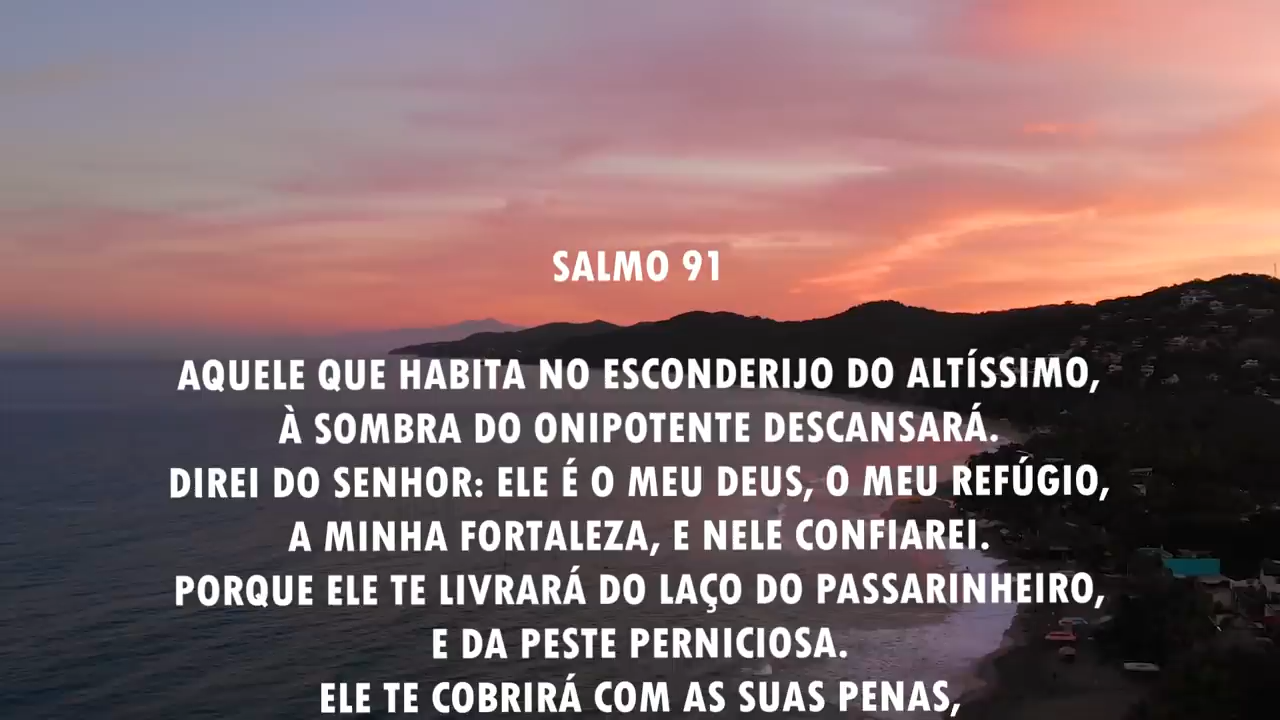 SALMO 91
AQUELE QUE HABITA NO ESCONDERIJO DO ALTÍSSIMO,
À SOMBRA DO ONIPOTENTE DESCANSARÁ.
DIREI DO SENHOR: ELE É O MEU DEUS, O MEU REFÚGIO,
A MINHA FORTALEZA, E NELE CONFIAREI.
PORQUE ELE TE LIVRARÁ DO LAÇO DO PASSARINHEIRO,
E DA PESTE PERNICIOSA.
ELE TE COBRIRÁ COM AS SUAS PENAS,